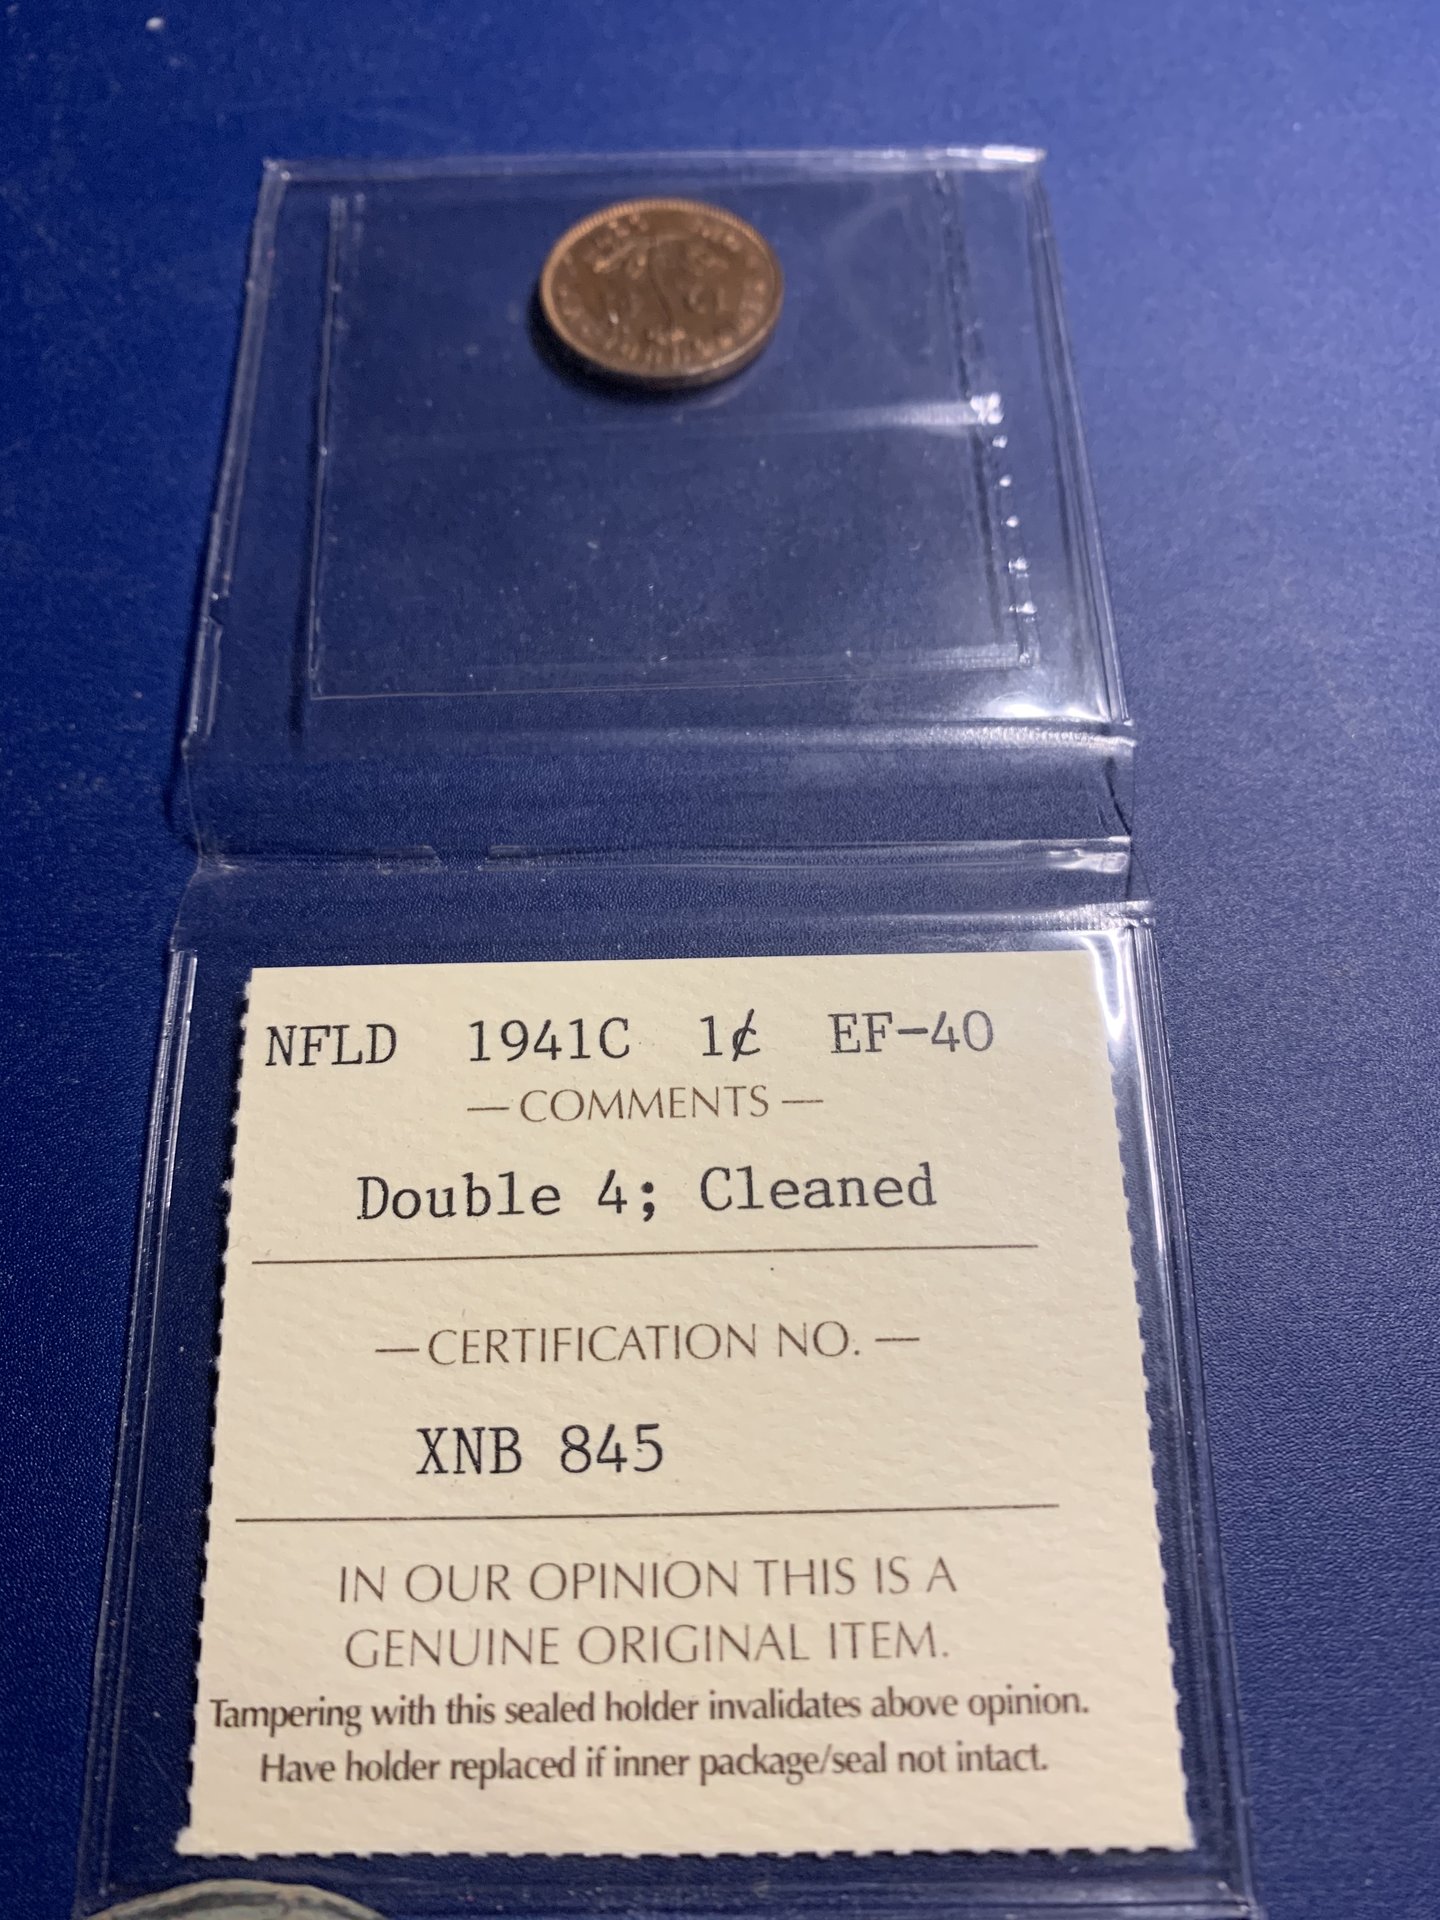 NFLD 1941C 1¢ EF-40
—COMMENTS—
Double 4; Cleaned
—CERTIFICATION NO.—
XNB 845
IN OUR OPINION THIS IS A
GENUINE ORIGINAL ITEM.
Tampering with this sealed holder invalidates above opinion.
Have holder replaced if inner package/seal not intact.